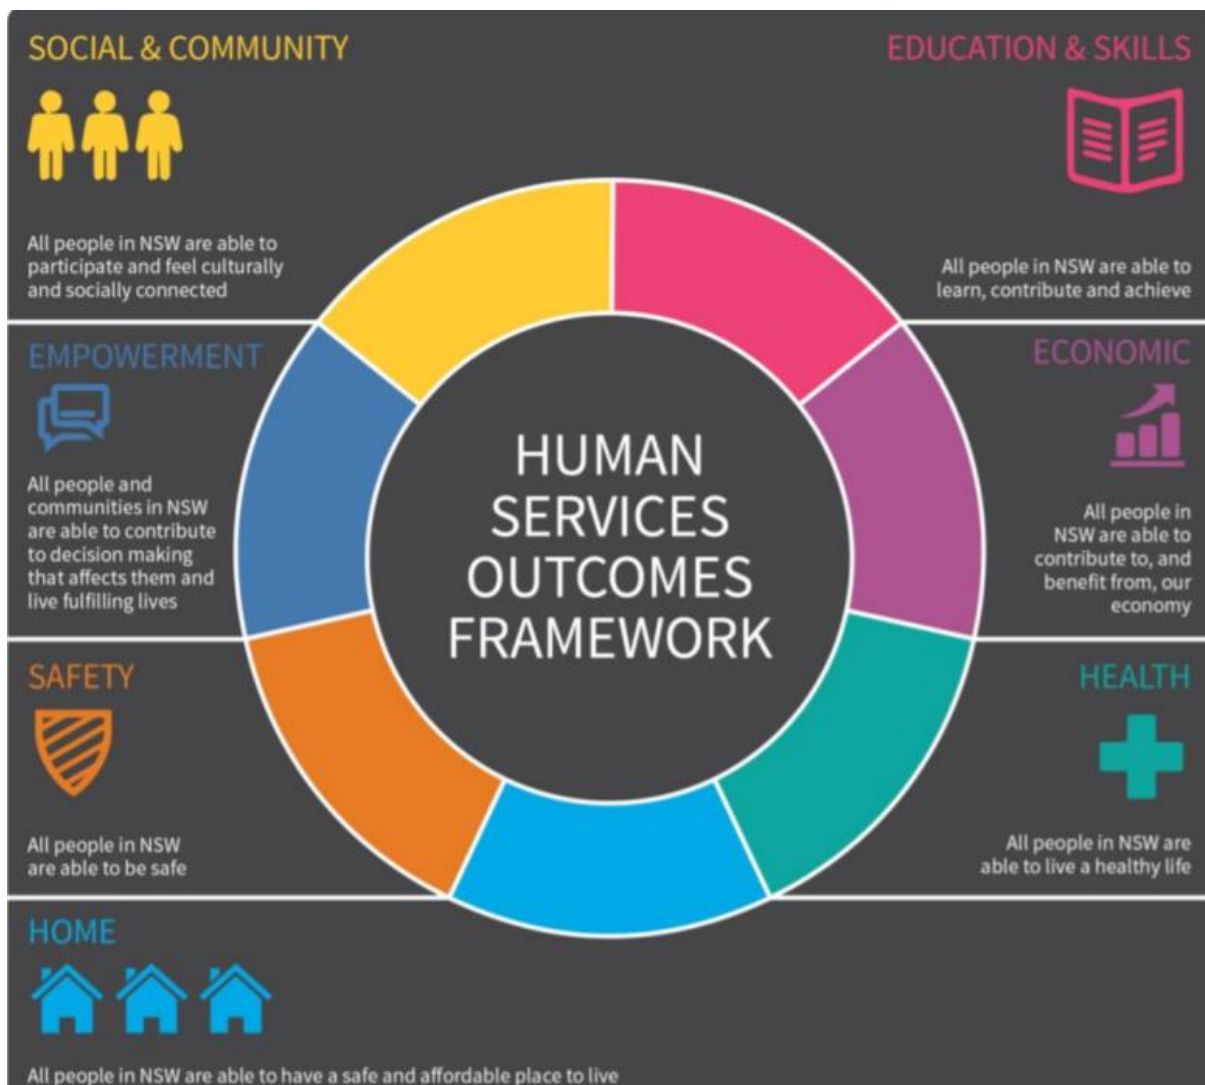 SOCIAL & COMMUNITY
All people in NSW are able to
participate and feel culturally
and socially connected
EDUCATION & SKILLS
All people in NSW are able to
learn, contribute and achieve
EMPOWERMENT
All people and
communities in NSW
are able to contribute
to decision making
that affects them and
live fulfilling lives
HUMAN
SERVICES
OUTCOMES
FRAMEWORK
ECONOMIC
All people in
NSW are able to
contribute to, and
benefit from, our
economy
SAFETY
All people in NSW
are able to be safe
HEALTH
All people in NSW are
able to live a healthy life
HOME
All people in NSW are able to have a safe and affordable place to live